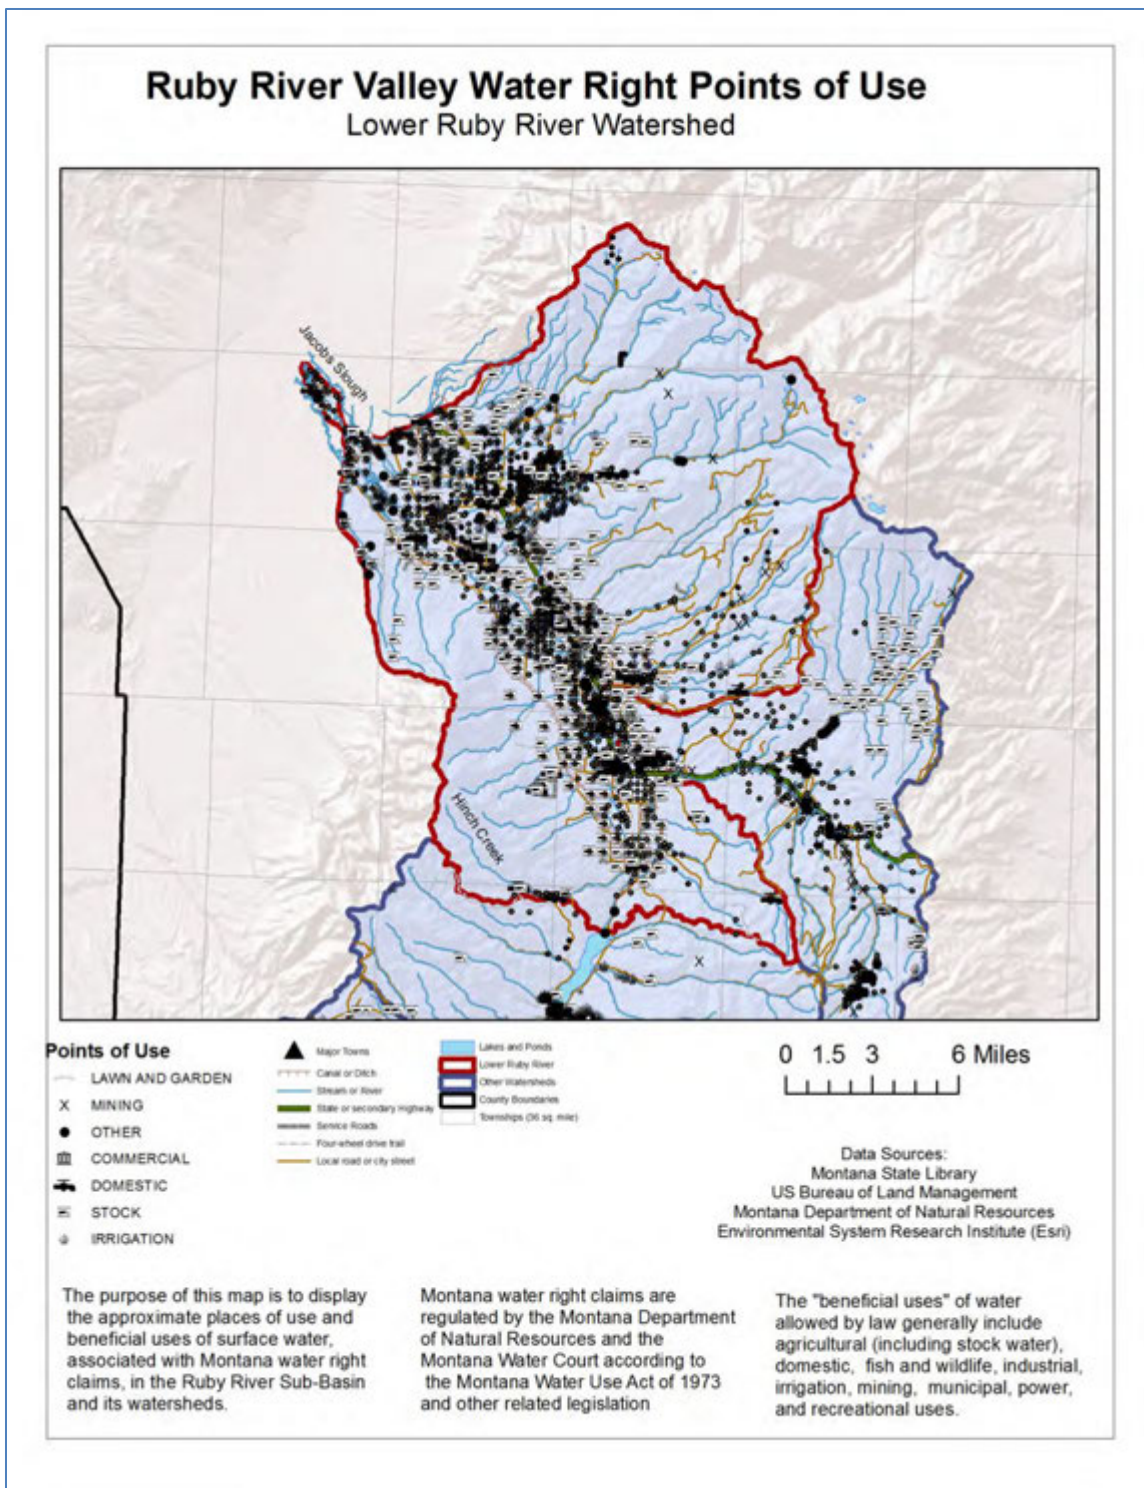 Ruby River Valley Water Right Points of Use
Lower Ruby River Watershed
Jacobs Slough
Hinch Creek
Points of Use
LAWN AND GARDEN
MINING
OTHER
COMMERCIAL
DOMESTIC
STOCK
IRRIGATION
Major Towns
Canal or Ditch
Stream or River
State or secondary Highway
Service Roads
Four-wheel drive trail
Local road or city street
Lakes and Ponds
Lower Ruby River
Other Watersheds
County Boundaries
Townships (36 sq. mile)
0 1.5 3 6 Miles
Data Sources:
Montana State Library
US Bureau of Land Management
Montana Department of Natural Resources
Environmental System Research Institute (Esri)
The purpose of this map is to display
the approximate places of use and
beneficial uses of surface water,
associated with Montana water right
claims, in the Ruby River Sub-Basin
and its watersheds.
Montana water right claims are
regulated by the Montana Department
of Natural Resources and the
Montana Water Court according to
the Montana Water Use Act of 1973
and other related legislation
The "beneficial uses" of water
allowed by law generally include
agricultural (including stock water),
domestic, fish and wildlife, industrial,
irrigation, mining, municipal, power,
and recreational uses.